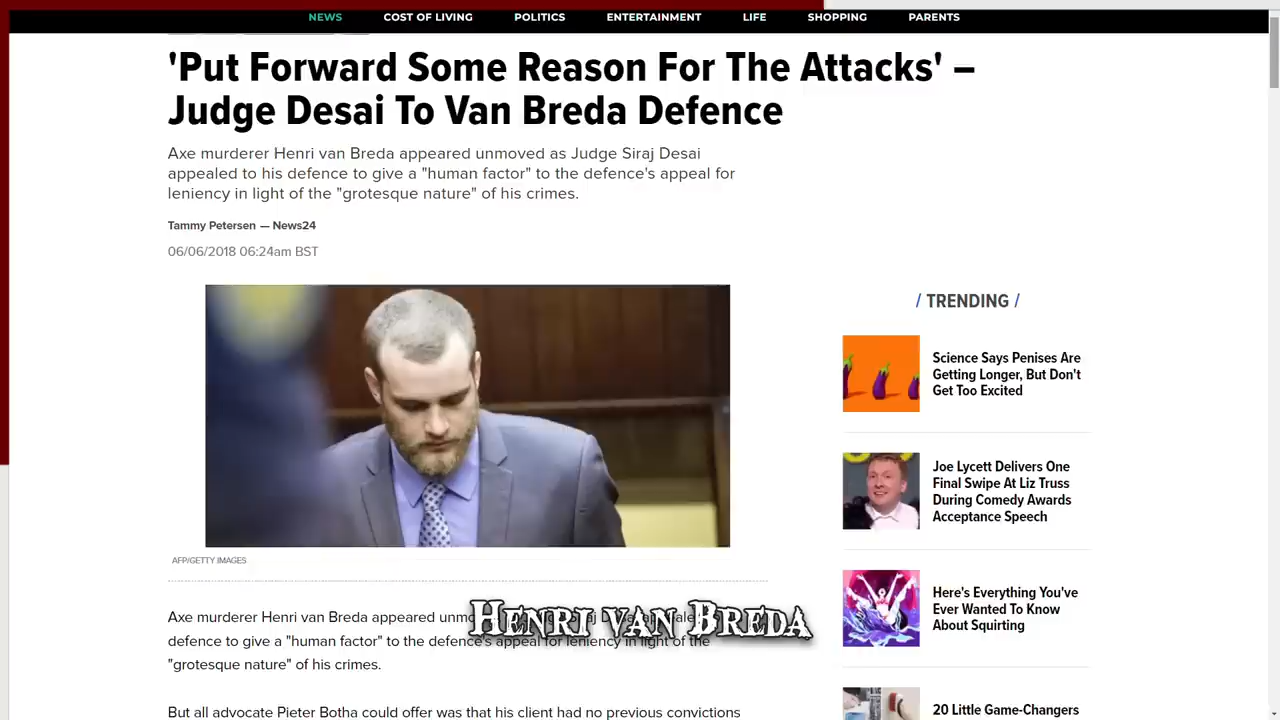 NEWS COST OF LIVING POLITICS ENTERTAINMENT LIFE SHOPPING PARENTS
'Put Forward Some Reason For The Attacks' –
Judge Desai To Van Breda Defence
Axe murderer Henri van Breda appeared unmoved as Judge Siraj Desai
appealed to his defence to give a "human factor" to the defence's appeal for
leniency in light of the "grotesque nature" of his crimes.
Tammy Petersen — News24
06/06/2018 06:24am BST
AFP/GETTY IMAGES
Axe murderer Henri van Breda appeared
defence to give a "human factor" to the defence's appeal for leniency in light of the
"grotesque nature" of his crimes.
But all advocate Pieter Botha could offer was that his client had no previous convictions
Henri van Breda
/ TRENDING /
Science Says Penises Are
Getting Longer, But Don't
Get Too Excited
Joe Lycett Delivers One
Final Swipe At Liz Truss
During Comedy Awards
Acceptance Speech
Here's Everything You've
Ever Wanted To Know
About Squirting
20 Little Game-Changers